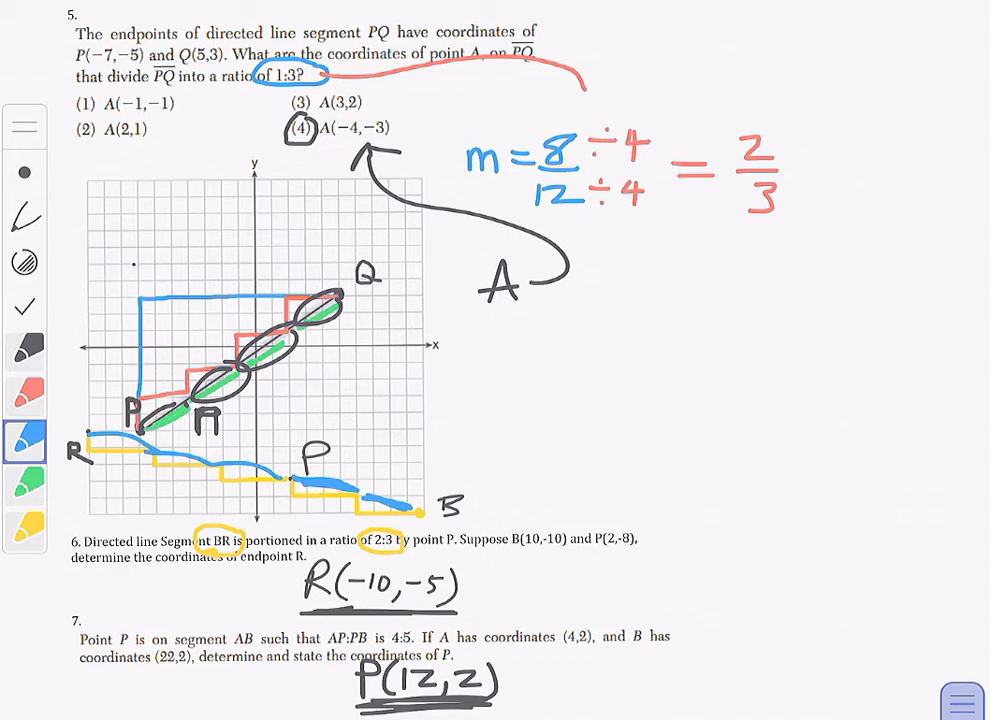 5.
The endpoints of directed line segment PQ have coordinates of
P(−7,−5) and Q(5,3). What are the coordinates of point A, on PQ
that divide PQ into a ratio of 1:3?
(1) A(−1,−1)
(3) A(3,2)
(2) A(2,1)
(4) A(−4,−3)
m = 8/12 ÷4/÷4 = 2/3
A
y
Q
x
P
A
R
P
B
6. Directed line Segment BR is portioned in a ratio of 2:3 by point P. Suppose B(10,-10) and P(2,-8),
determine the coordinates of endpoint R.
R(-10,-5)
7.
Point P is on segment AB such that AP:PB is 4:5. If A has coordinates (4,2), and B has
coordinates (22,2), determine and state the coordinates of P.
P(12,2)